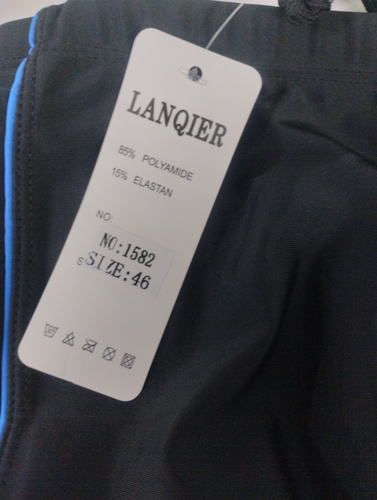 LANQIER
85% POLYAMIDE
15% ELASTAN
NO:
NO:1582
SIZE:46